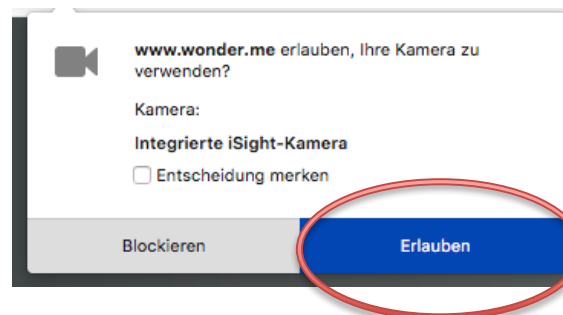 www.wonder.me erlauben, Ihre Kamera zu
verwenden?
Kamera:
Integrierte iSight-Kamera
Entscheidung merken
Blockieren
Erlauben